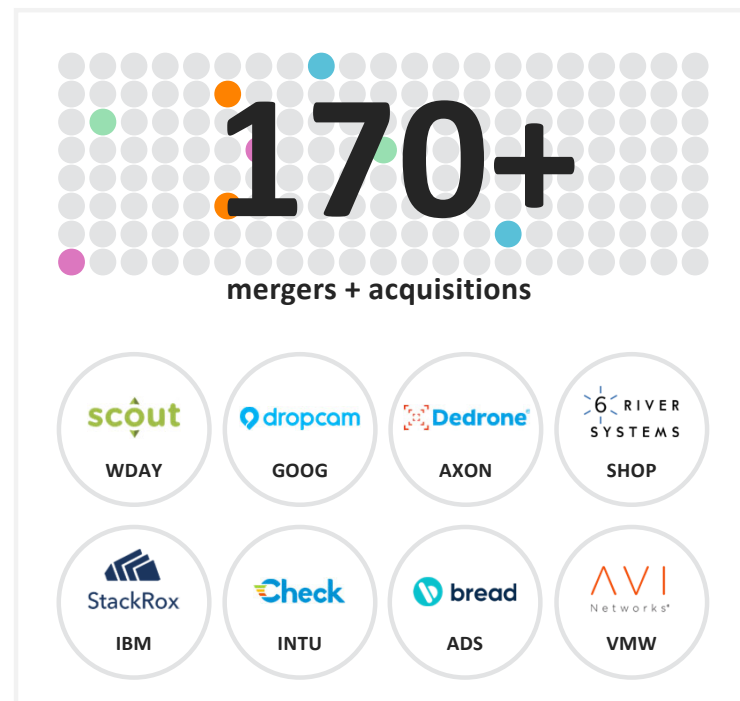 170+
mergers + acquisitions
scout
WDAY
dropcam
GOOG
Dedrone
AXON
6 RIVER
SYSTEMS
SHOP
StackRox
IBM
Check
INTU
bread
ADS
AVI
Networks
VMW